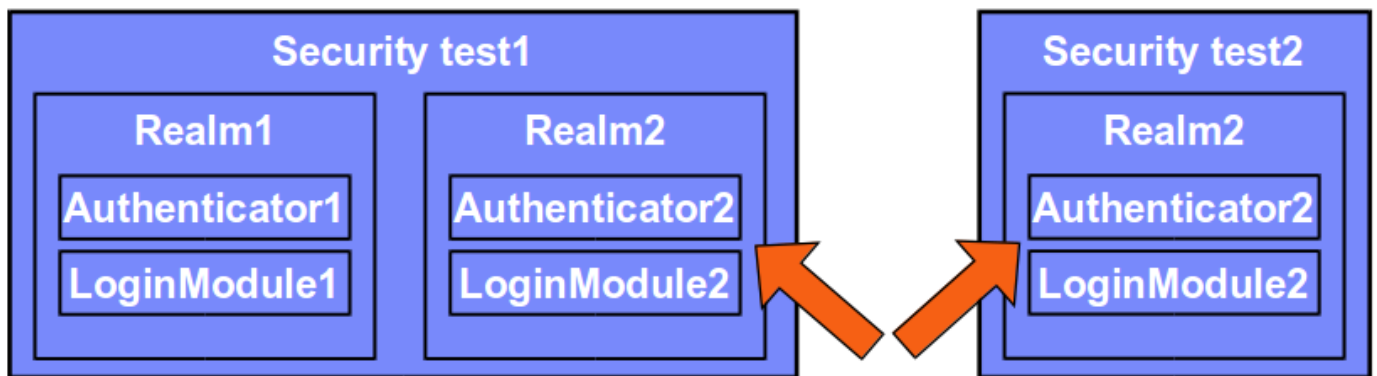 Security test1
Realm1
Authenticator1
LoginModule1
Realm2
Authenticator2
LoginModule2
Security test2
Realm2
Authenticator2
LoginModule2